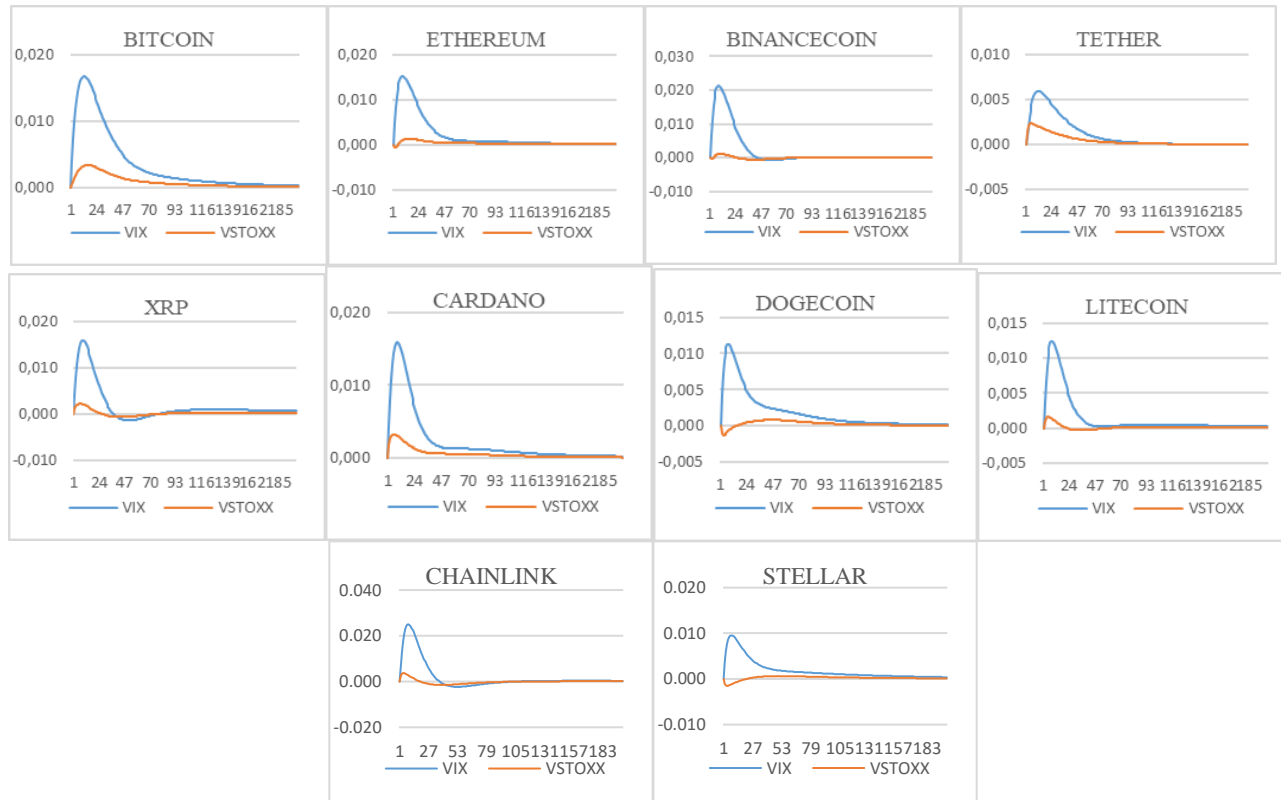 BITCOIN
0,020
0,010
0,000
1 24 47 70 93 116139162185
VIX VSTOXX
ETHEREUM
0,020
0,010
0,000
-0,010
1 24 47 70 93 116139162185
VIX VSTOXX
BINANCECOIN
0,030
0,020
0,010
0,000
-0,010
1 24 47 70 93 116139162185
VIX VSTOXX
TETHER
0,010
0,005
0,000
-0,005
1 24 47 70 93 116139162185
VIX VSTOXX
XRP
0,020
0,010
0,000
-0,010
1 24 47 70 93 116139162185
VIX VSTOXX
CARDANO
0,020
0,010
0,000
1 24 47 70 93 116139162185
VIX VSTOXX
DOGECOIN
0,015
0,010
0,005
0,000
-0,005
1 24 47 70 93 116139162185
VIX VSTOXX
LITECOIN
0,015
0,010
0,005
0,000
-0,005
1 24 47 70 93 116139162185
VIX VSTOXX
CHAINLINK
0.040
0.020
0.000
-0.020
1 27 53 79 105131157183
VIX VSTOXX
STELLAR
0.020
0.010
0.000
-0.010
1 27 53 79 105131157183
VIX VSTOXX